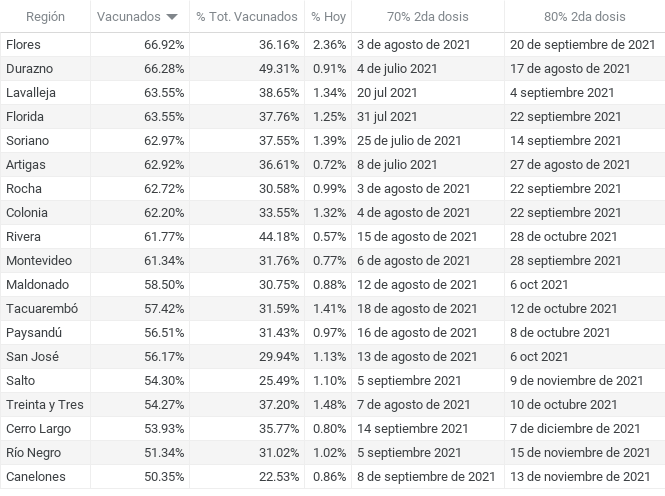 Región Vacunados % Tot. Vacunados % Hoy 70% 2da dosis 80% 2da dosis
Flores 66.92% 36.16% 2.36% 3 de agosto de 2021 20 de septiembre de 2021
Durazno 66.28% 49.31% 0.91% 4 de julio 2021 17 de agosto de 2021
Lavalleja 63.55% 38.65% 1.34% 20 jul 2021 4 septiembre 2021
Florida 63.55% 37.76% 1.25% 31 jul 2021 22 septiembre 2021
Soriano 62.97% 37.55% 1.39% 25 de julio de 2021 14 septiembre 2021
Artigas 62.92% 36.61% 0.72% 8 de julio 2021 27 de agosto de 2021
Rocha 62.72% 30.58% 0.99% 3 de agosto de 2021 22 septiembre 2021
Colonia 62.20% 33.55% 1.32% 4 de agosto de 2021 22 septiembre 2021
Rivera 61.77% 44.18% 0.57% 15 de agosto de 2021 28 de octubre 2021
Montevideo 61.34% 31.76% 0.77% 6 de agosto de 2021 28 septiembre 2021
Maldonado 58.50% 30.75% 0.88% 12 de agosto de 2021 6 oct 2021
Tacuarembó 57.42% 31.59% 1.41% 18 de agosto de 2021 12 de octubre 2021
Paysandú 56.51% 31.43% 0.97% 16 de agosto de 2021 8 de octubre 2021
San José 56.17% 29.94% 1.13% 13 de agosto de 2021 6 oct 2021
Salto 54.30% 25.49% 1.10% 5 septiembre 2021 9 de noviembre de 2021
Treinta y Tres 54.27% 37.20% 1.48% 7 de agosto de 2021 10 de octubre 2021
Cerro Largo 53.93% 35.77% 0.80% 14 septiembre 2021 7 de diciembre de 2021
Río Negro 51.34% 31.02% 1.02% 5 septiembre 2021 15 de noviembre de 2021
Canelones 50.35% 22.53% 0.86% 8 de septiembre de 2021 13 de noviembre de 2021